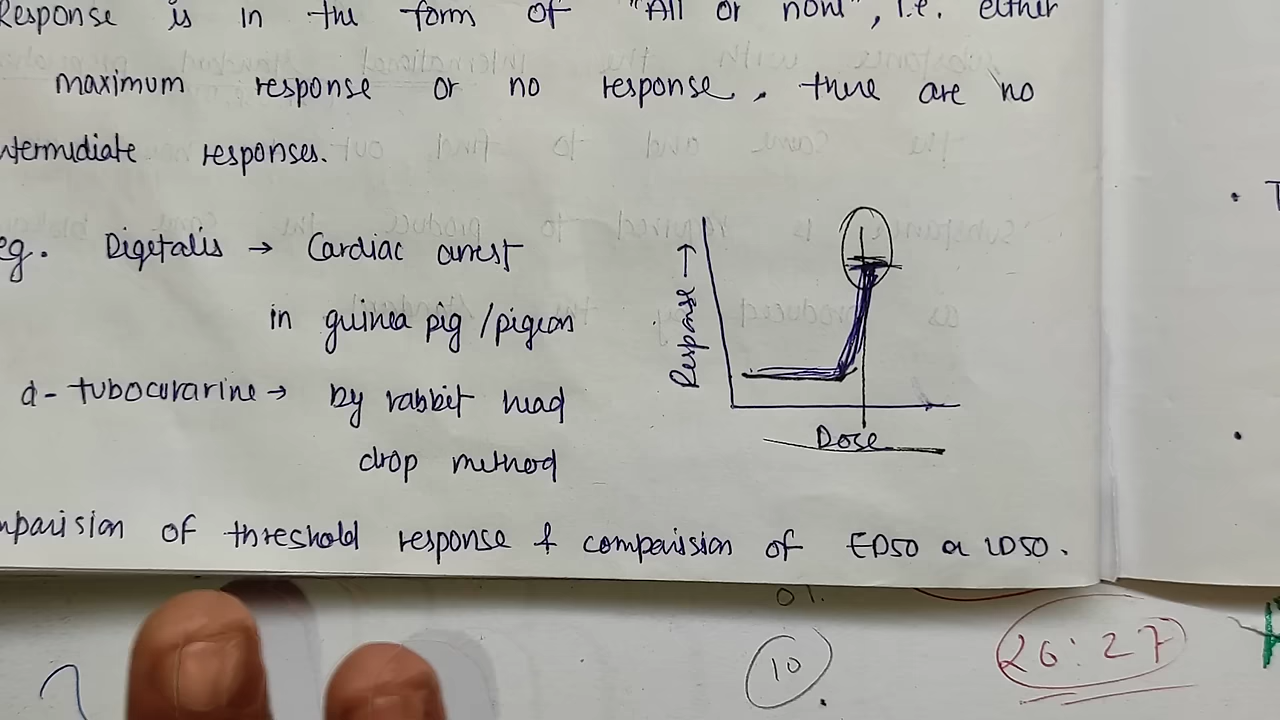 Response is in the form of "All or none", i.e. either
maximum response or no response. there are no
intermediate responses.
eg. Digetalis → Cardiac arrest
in guinea pig / pigeon
d-tubocurarine → by rabbit head
drop method
Response →
Dose
mparision of threshold response & comparision of ED50 or LD50.
10
26:27